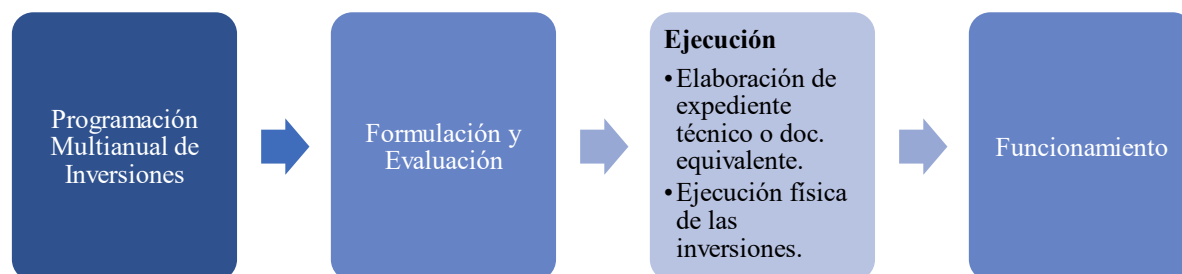 Programación
Multianual de
Inversiones
Formulación y
Evaluación
Ejecución
•Elaboración de
expediente
técnico o doc.
equivalente.
•Ejecución física
de las
inversiones.
Funcionamiento